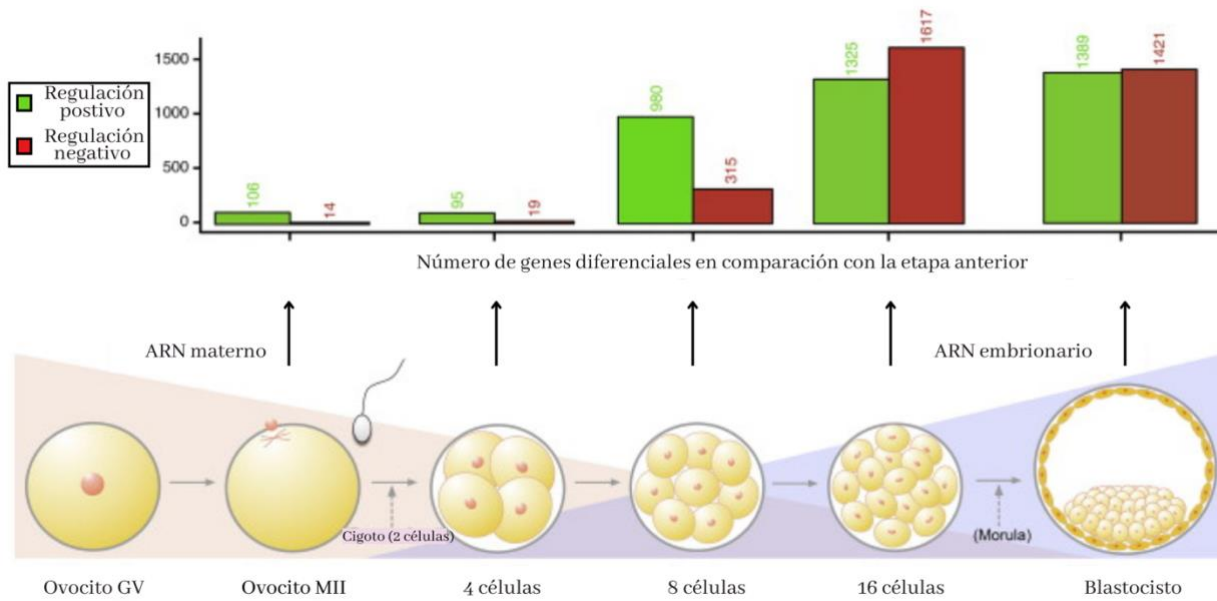 1500
1000
500
0
Regulación
postivo
Regulación
negativo
106
14
95
19
980
315
1325
1617
1389
1421
Número de genes diferenciales en comparación con la etapa anterior
ARN materno
ARN embrionario
Cigoto (2 células)
(Morula)
Ovocito GV
Ovocito MII
4 células
8 células
16 células
Blastocisto